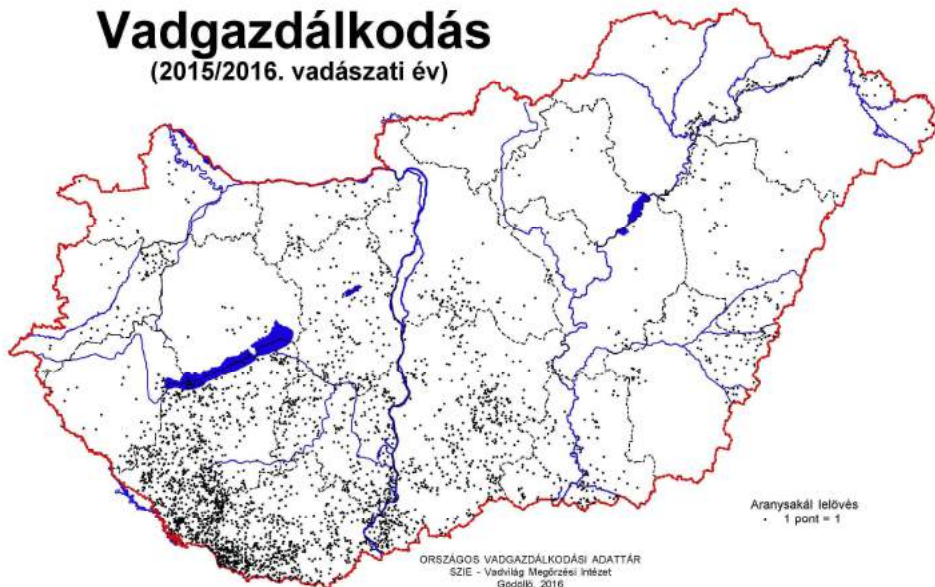 Vadgazdálkodás
(2015/2016. vadászati év)
Aranysakál lelövés
1 pont = 1
ORSZÁGOS VADGAZDÁLKODÁSI ADATTÁR
SZIE - Vadvilág Megőrzési Intézet
Gödöllő, 2016